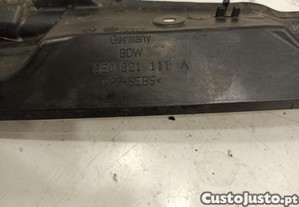 Germany
BDW
8E0 821 111 A
>PP-SEBS<
CustoJusto.pt